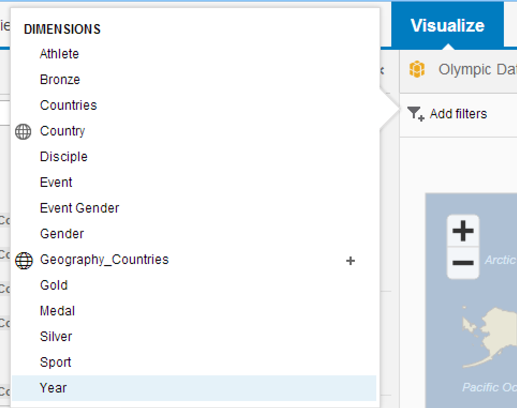 DIMENSIONS
Athlete
Bronze
Countries
Country
Disciple
Event
Event Gender
Gender
Geography_Countries +
Gold
Medal
Silver
Sport
Year
Visualize
Olympic Da
Add filters
+
−
Arctic
Pacific Oc